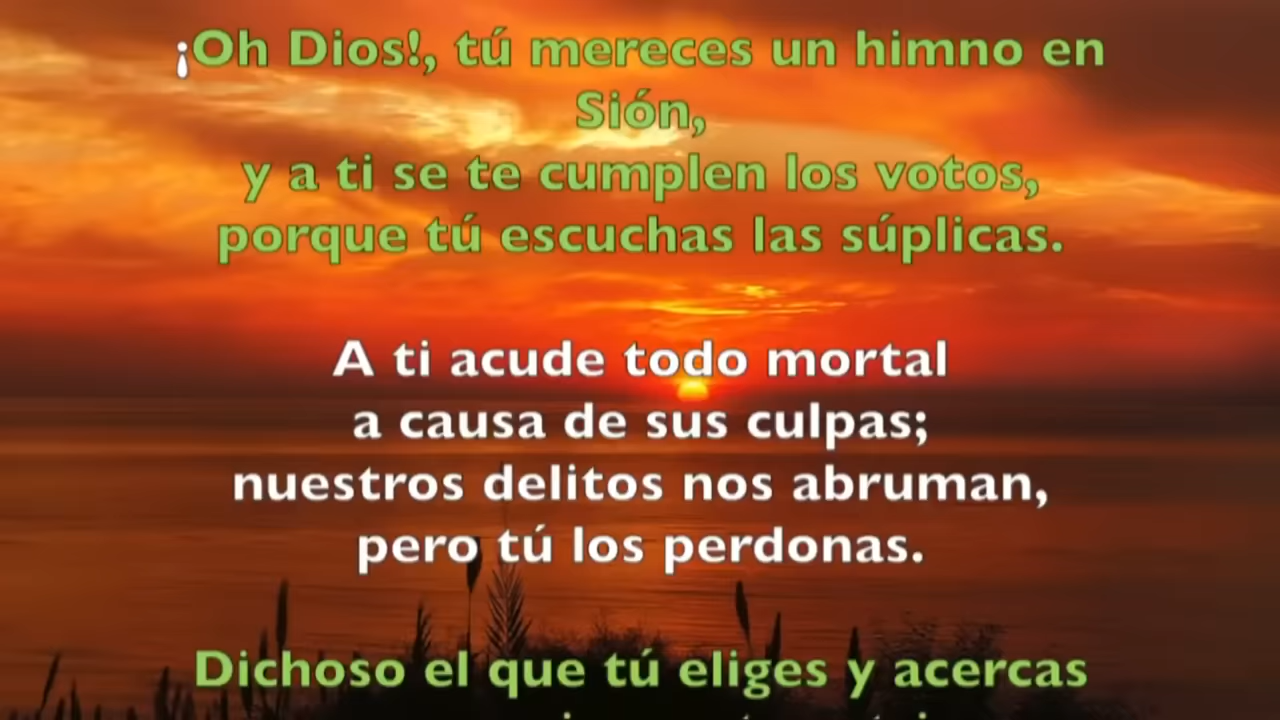 ¡Oh Dios!, tú mereces un himno en
Sión,
y a ti se te cumplen los votos,
porque tú escuchas las súplicas.
A ti acude todo mortal
a causa de sus culpas;
nuestros delitos nos abruman,
pero tú los perdonas.
Dichoso el que tú eliges y acercas